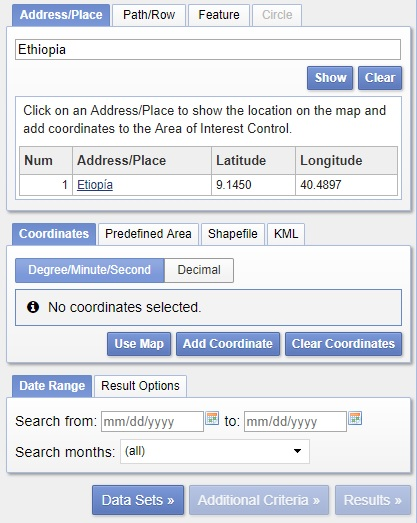 Address/Place Path/Row Feature Circle
Ethiopia
Show Clear
Click on an Address/Place to show the location on the map and
add coordinates to the Area of Interest Control.
Num Address/Place Latitude Longitude
1 Etiopía 9.1450 40.4897
Coordinates Predefined Area Shapefile KML
Degree/Minute/Second Decimal
No coordinates selected.
Use Map Add Coordinate Clear Coordinates
Date Range Result Options
Search from: mm/dd/yyyy to: mm/dd/yyyy
Search months: (all)
Data Sets » Additional Criteria » Results »